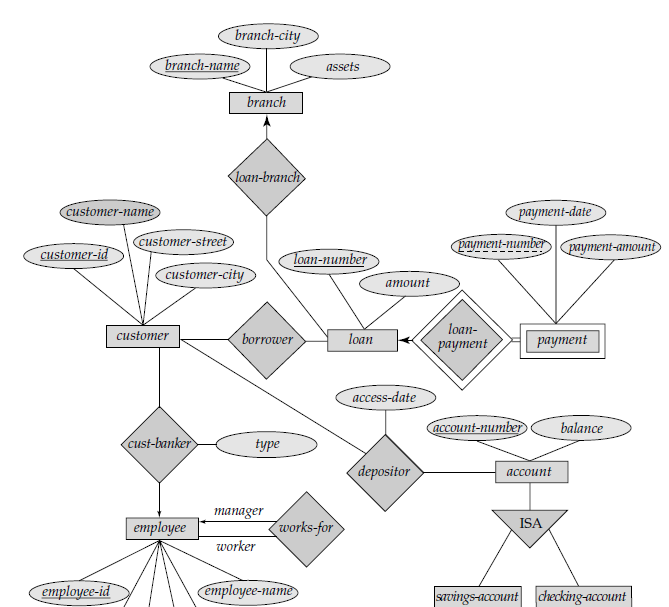 branch-city
branch-name
assets
branch
loan-branch
customer-name
payment-date
customer-street
payment-number
payment-amount
customer-id
loan-number
customer-city
amount
customer
borrower
loan
loan-
payment
payment
access-date
account-number
balance
cust-banker
type
depositor
account
manager
employee
works-for
ISA
worker
employee-id
employee-name
savings-account
checking-account